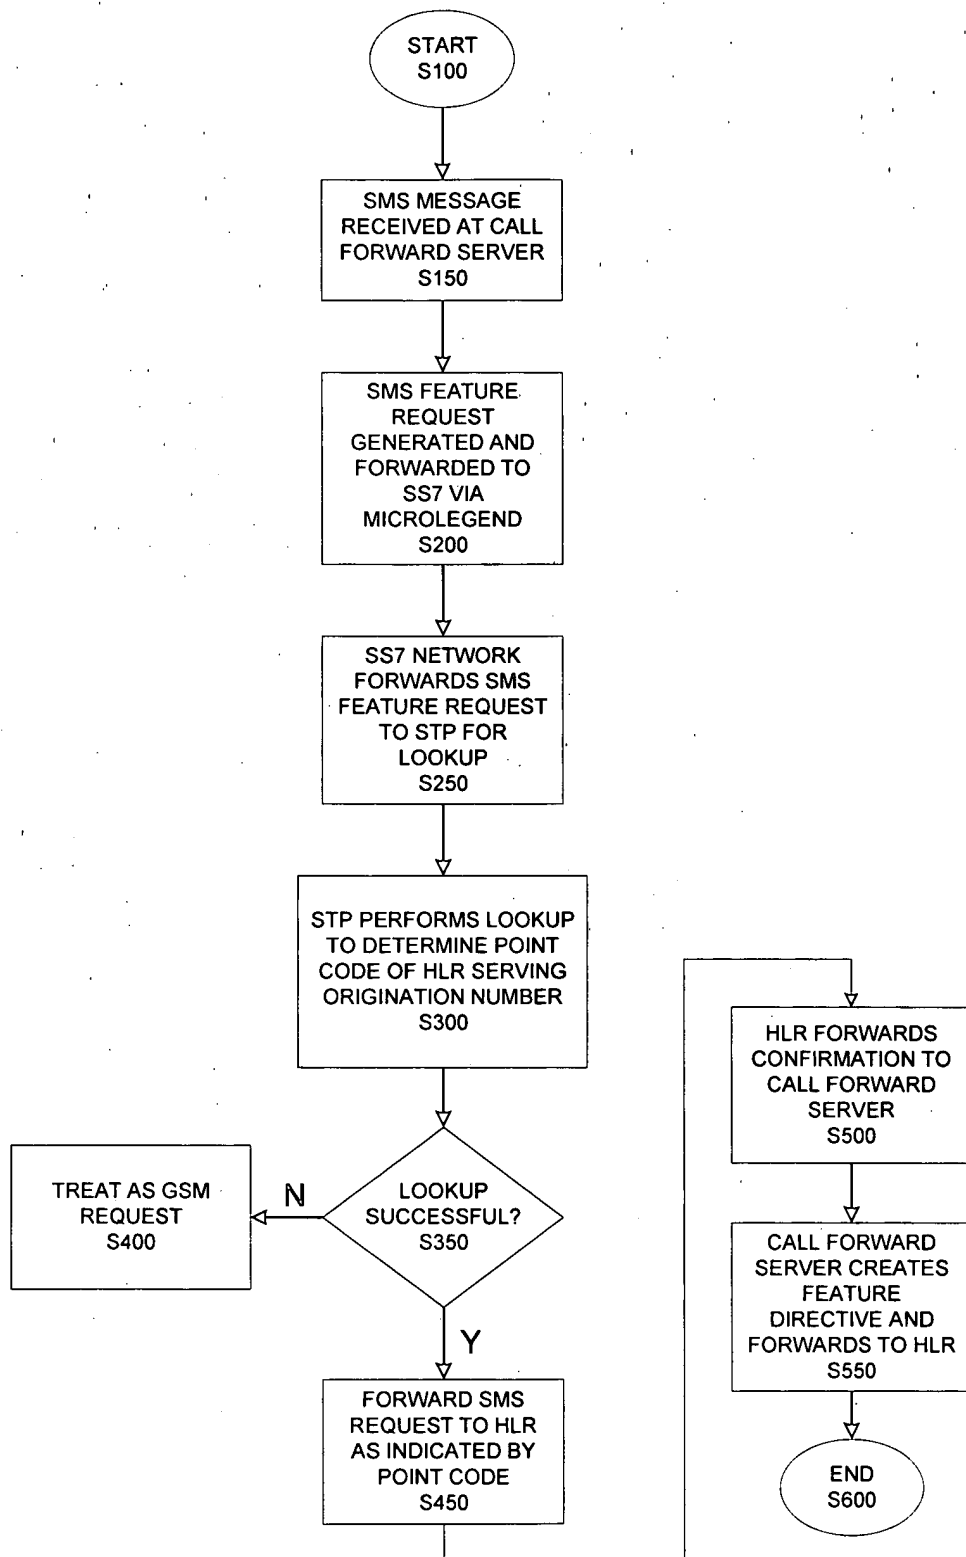 START
S100
SMS MESSAGE
RECEIVED AT CALL
FORWARD SERVER
S150
SMS FEATURE
REQUEST
GENERATED AND
FORWARDED TO
SS7 VIA
MICROLEGEND
S200
SS7 NETWORK
FORWARDS SMS
FEATURE REQUEST
TO STP FOR
LOOKUP
S250
STP PERFORMS LOOKUP
TO DETERMINE POINT
CODE OF HLR SERVING
ORIGINATION NUMBER
S300
LOOKUP
SUCCESSFUL?
S350
N
TREAT AS GSM
REQUEST
S400
Y
FORWARD SMS
REQUEST TO HLR
AS INDICATED BY
POINT CODE
S450
HLR FORWARDS
CONFIRMATION TO
CALL FORWARD
SERVER
S500
CALL FORWARD
SERVER CREATES
FEATURE
DIRECTIVE AND
FORWARDS TO HLR
S550
END
S600